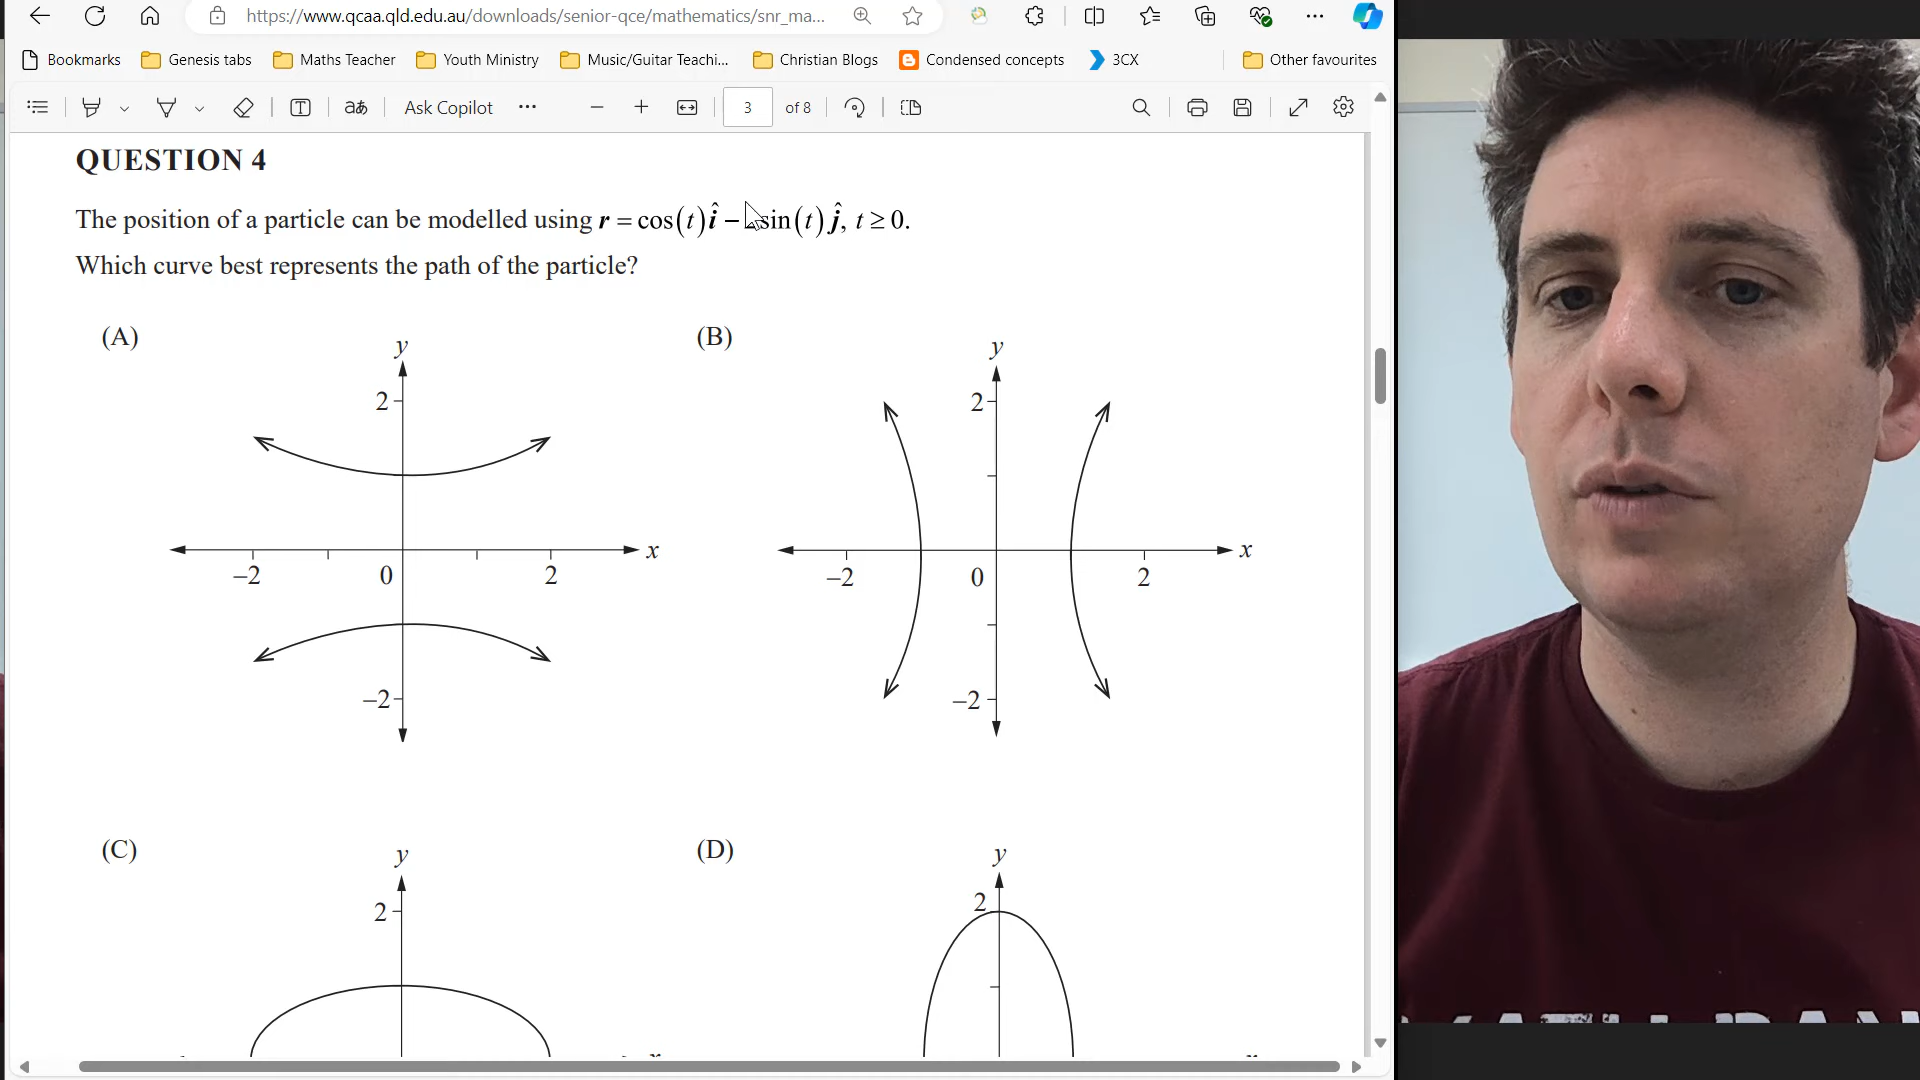 https://www.qcaa.qld.edu.au/downloads/senior-qce/mathematics/snr_ma...
Bookmarks Genesis tabs Maths Teacher Youth Ministry Music/Guitar Teachi... Christian Blogs Condensed concepts 3CX Other favourites
aあ Ask Copilot 3 of 8
QUESTION 4
The position of a particle can be modelled using r = cos(t)î − sin(t)ĵ, t ≥ 0.
Which curve best represents the path of the particle?
(A) (B)
y y
2 2
x x
−2 0 2 −2 0 2
−2 −2
(C) (D)
y y
2 2